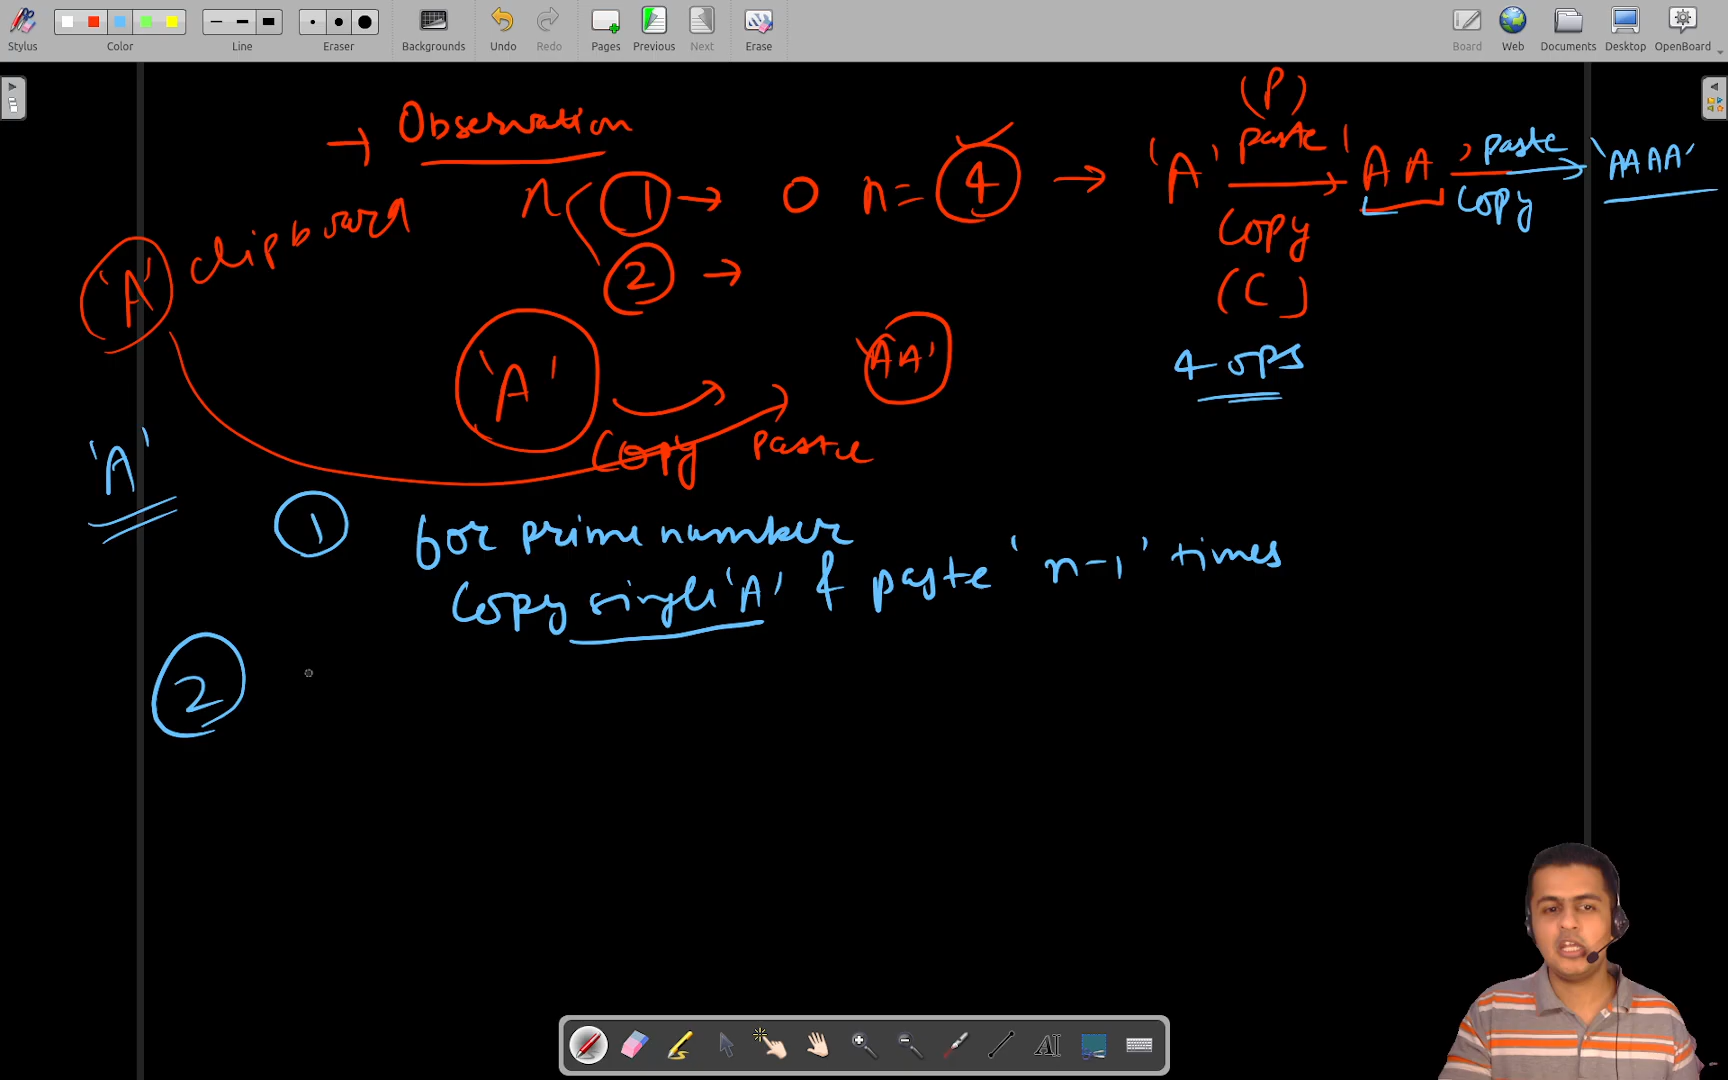 Stylus Color Line Eraser Backgrounds Undo Redo Pages Previous Next Erase Board Web Documents Desktop OpenBoard
→ Observation
n 1 → 0 n = 4 → 'A' paste 'AA' paste 'AAAA'
(P)
copy
copy
(C)
4 ops
2 →
'A' clipboard
'A' copy paste 'AA'
'A'
1 for prime number
copy single 'A' & paste 'n-1' times
2
AI